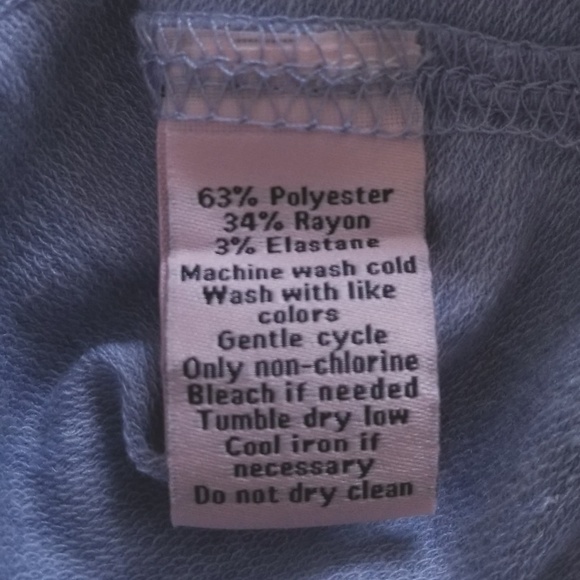 63% Polyester
34% Rayon
3% Elastane
Machine wash cold
Wash with like
colors
Gentle cycle
Only non-chlorine
Bleach if needed
Tumble dry low
Cool iron if
necessary
Do not dry clean